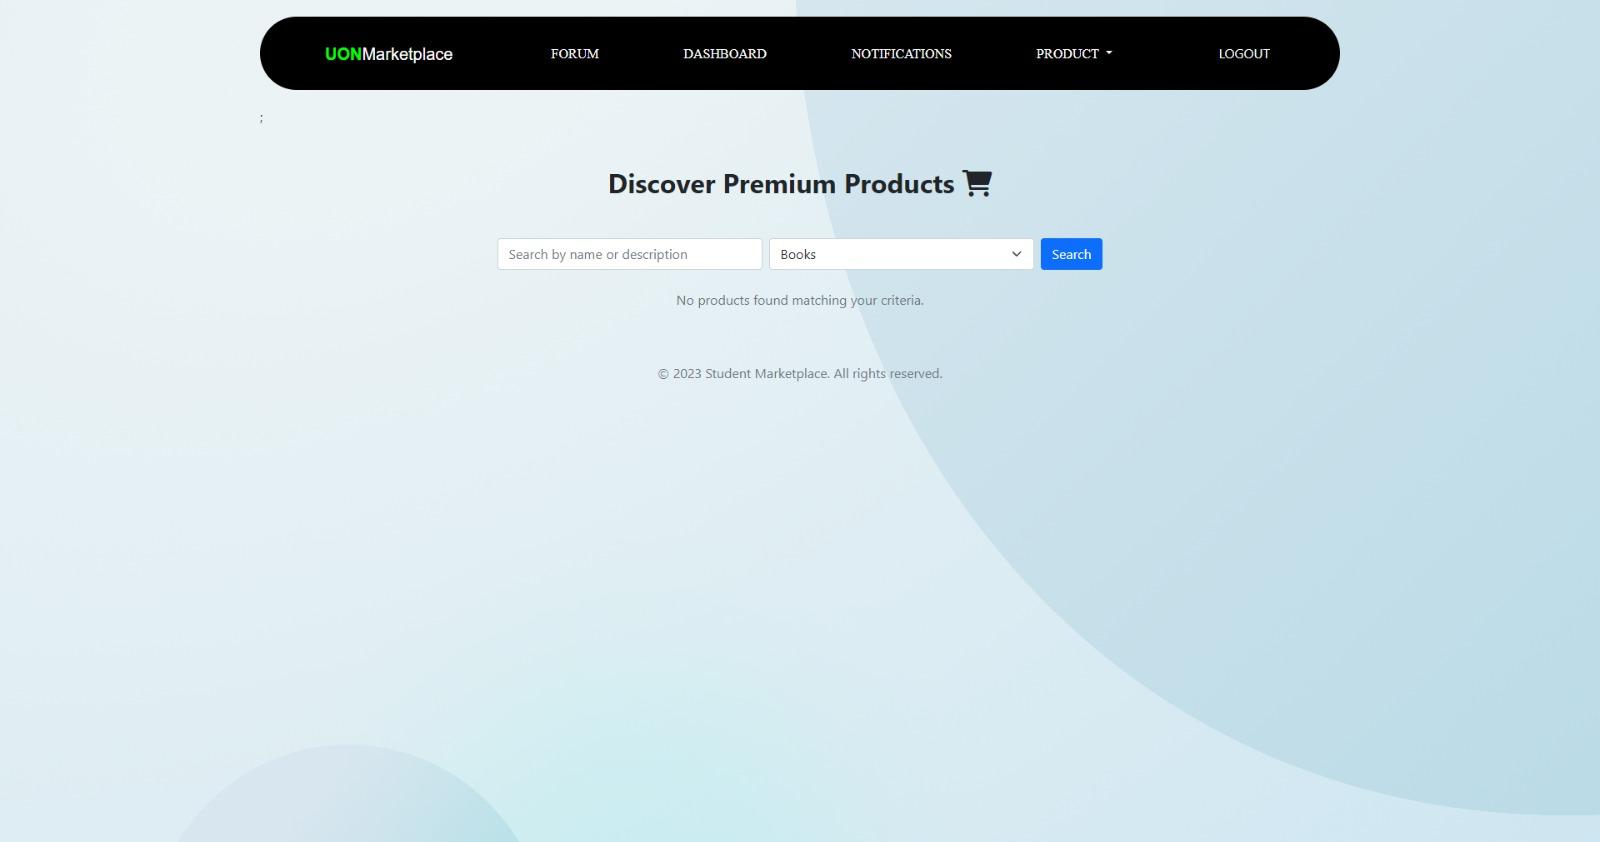 UONMarketplace FORUM DASHBOARD NOTIFICATIONS PRODUCT LOGOUT
;
Discover Premium Products
Search by name or description Books Search
No products found matching your criteria.
© 2023 Student Marketplace. All rights reserved.